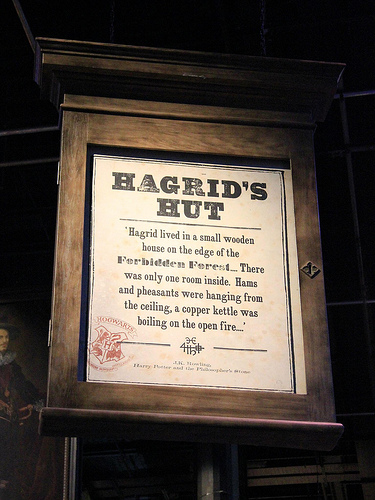 HAGRID'S
HUT
'Hagrid lived in a small wooden
house on the edge of the
Forbidden Forest... There
was only one room inside. Hams
and pheasants were hanging from
the ceiling, a copper kettle was
boiling on the open fire...'
HOGWARTS
J.K. Rowling,
Harry Potter and the Philosopher's Stone